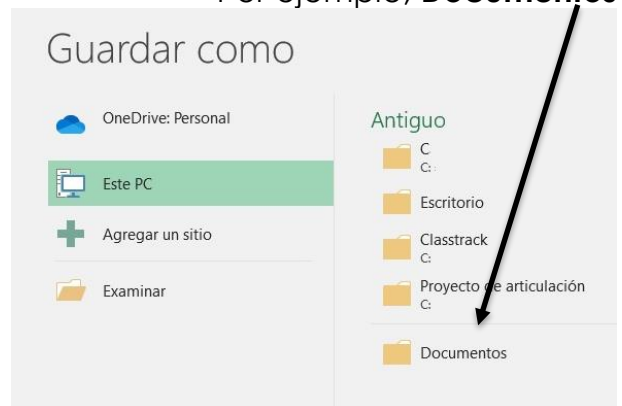 Por ejemplo, Documentos
Guardar como
OneDrive: Personal
Este PC
Agregar un sitio
Examinar
Antiguo
C
C:
Escritorio
Classtrack
C:
Proyecto de articulación
C:
Documentos